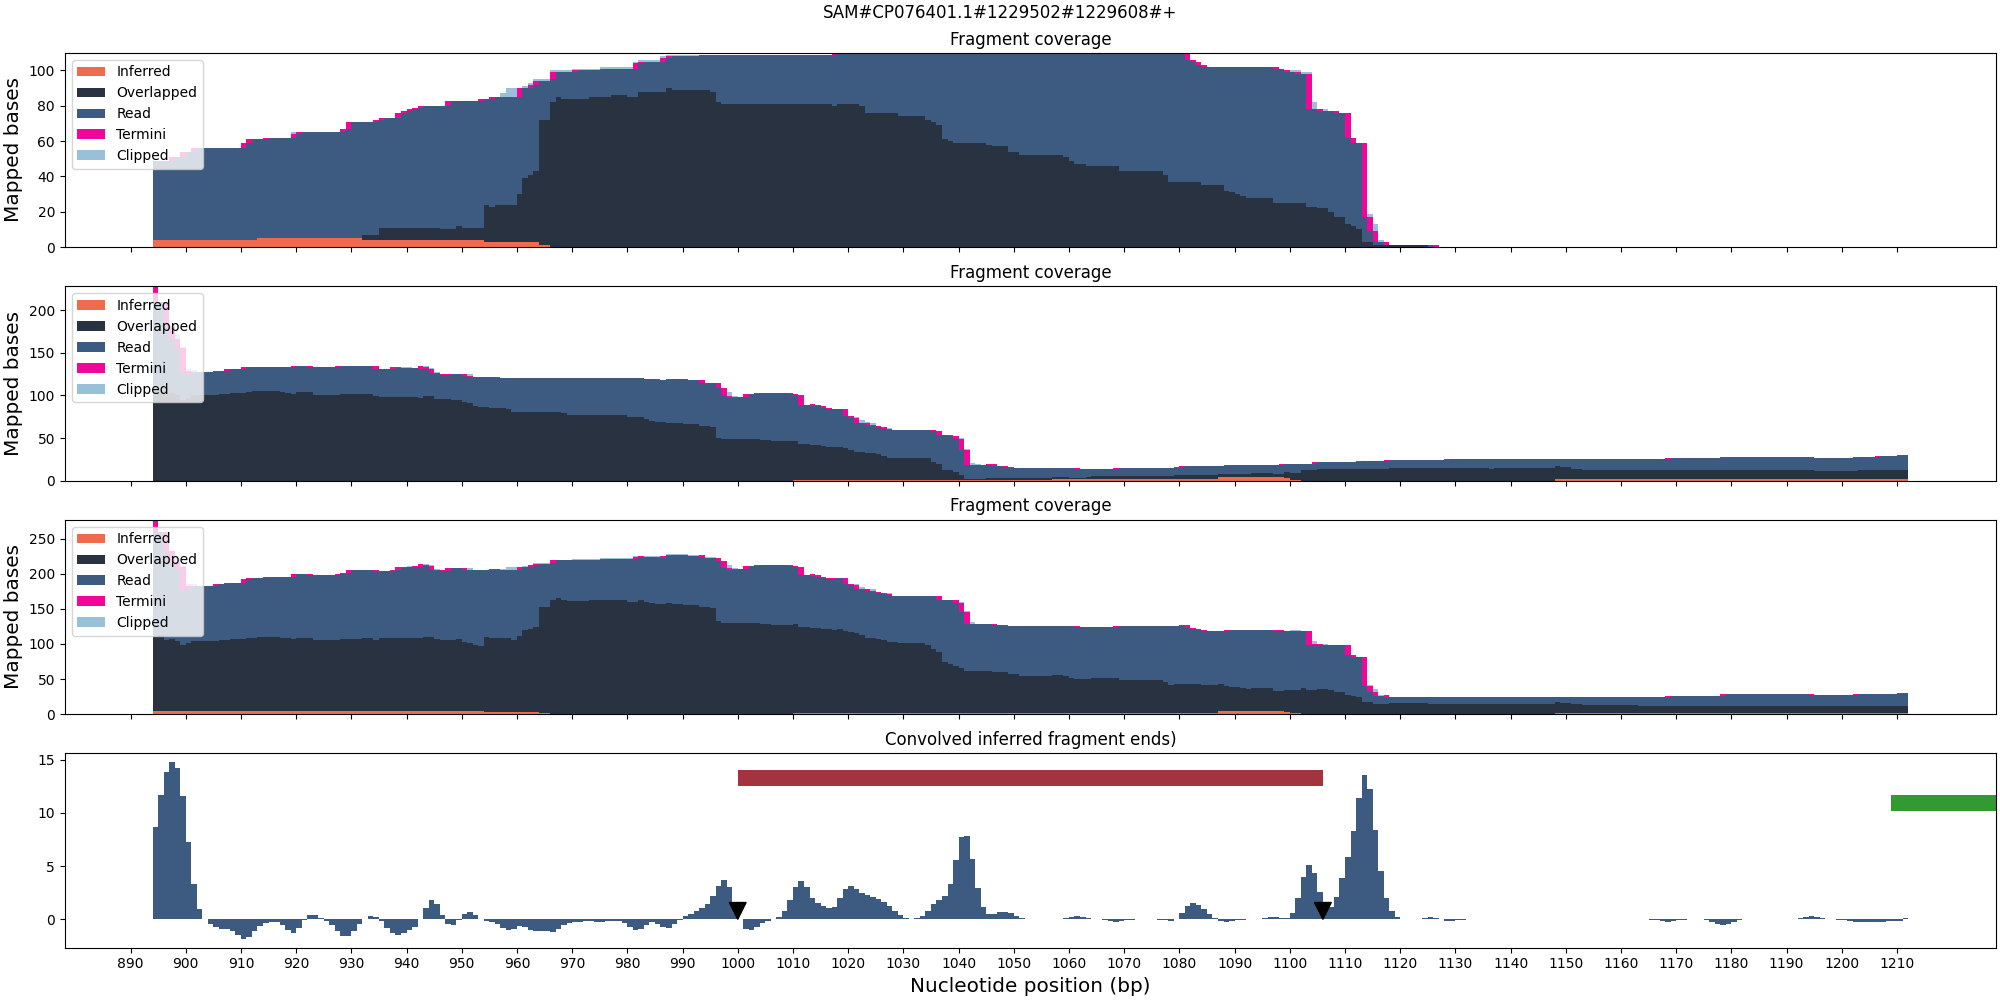 SAM#CP076401.1#1229502#1229608#+
Fragment coverage
Mapped bases
100
80
60
40
20
0
Inferred
Overlapped
Read
Termini
Clipped
Fragment coverage
Mapped bases
200
150
100
50
0
Inferred
Overlapped
Read
Termini
Clipped
Fragment coverage
Mapped bases
250
200
150
100
50
0
Inferred
Overlapped
Read
Termini
Clipped
Convolved inferred fragment ends)
15
10
5
0
890 900 910 920 930 940 950 960 970 980 990 1000 1010 1020 1030 1040 1050 1060 1070 1080 1090 1100 1110 1120 1130 1140 1150 1160 1170 1180 1190 1200 1210
Nucleotide position (bp)